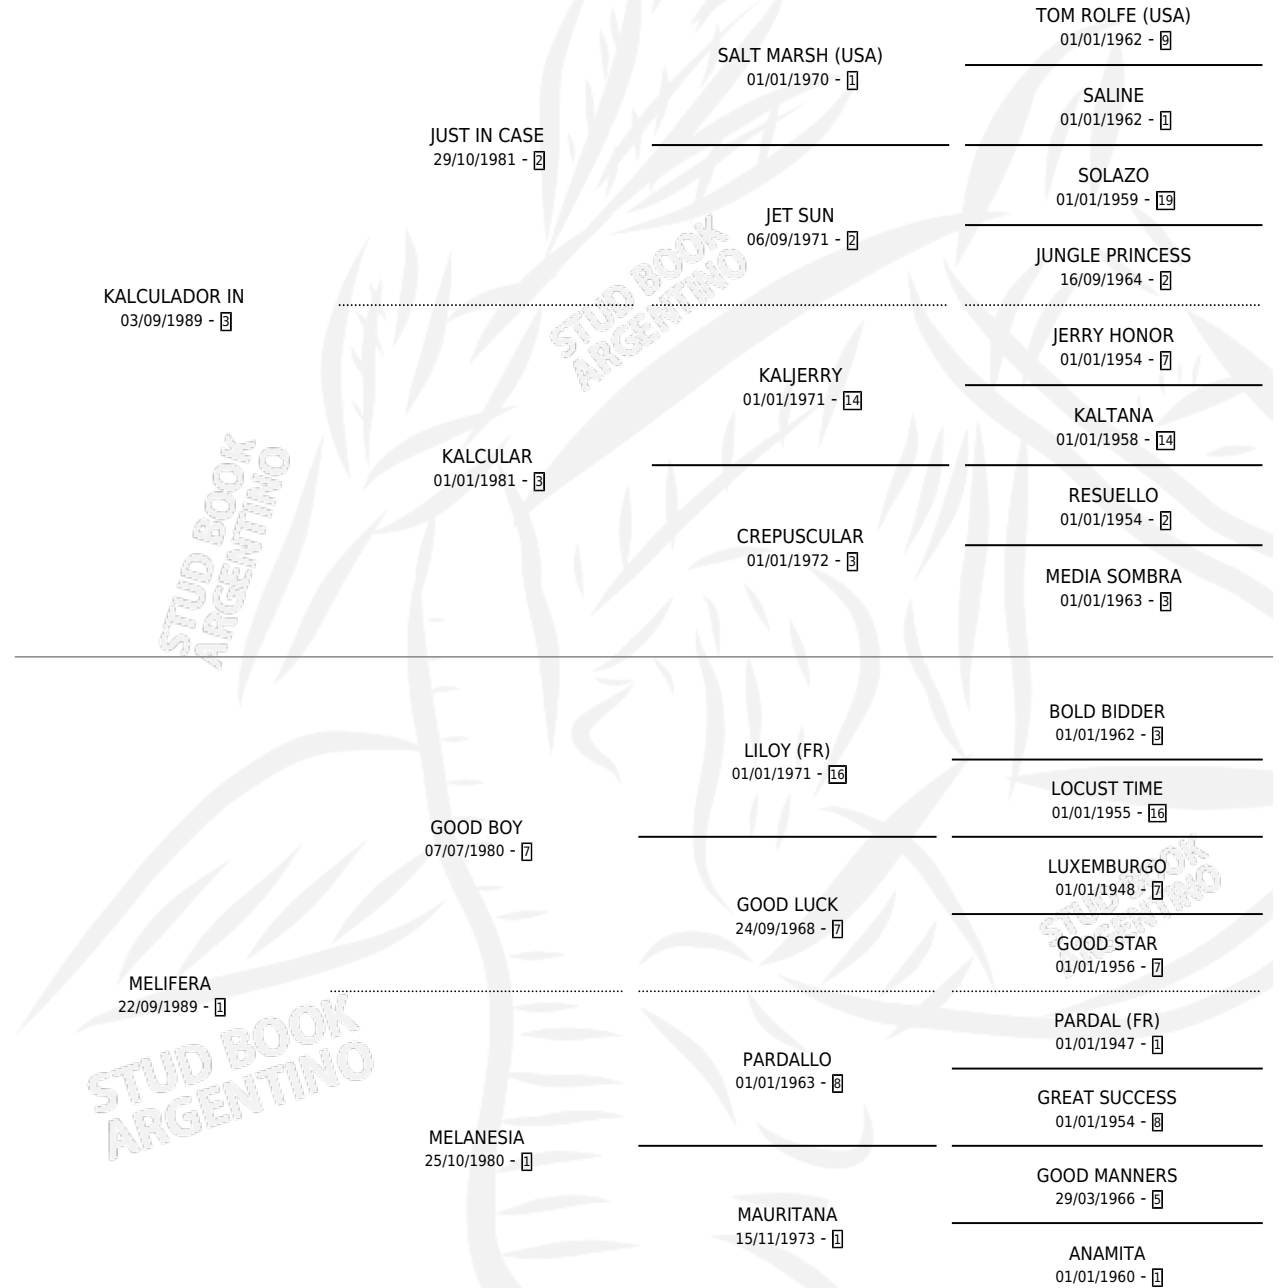 TOM ROLFE (USA)
01/01/1962 - 9
SALT MARSH (USA)
01/01/1970 - 1
SALINE
01/01/1962 - 1
JUST IN CASE
29/10/1981 - 2
SOLAZO
01/01/1959 - 19
JET SUN
06/09/1971 - 2
JUNGLE PRINCESS
16/09/1964 - 2
KALCULADOR IN
03/09/1989 - 3
JERRY HONOR
01/01/1954 - 7
KALJERRY
01/01/1971 - 14
KALTANA
01/01/1958 - 14
KALCULAR
01/01/1981 - 3
RESUELLO
01/01/1954 - 2
CREPUSCULAR
01/01/1972 - 3
MEDIA SOMBRA
01/01/1963 - 3
STUD BOOK
ARGENTINO
STUD BOOK
ARGENTINO
BOLD BIDDER
01/01/1962 - 3
LILOY (FR)
01/01/1971 - 16
LOCUST TIME
01/01/1955 - 16
GOOD BOY
07/07/1980 - 7
LUXEMBURGO
01/01/1948 - 7
GOOD LUCK
24/09/1968 - 7
GOOD STAR
01/01/1956 - 7
MELIFERA
22/09/1989 - 1
PARDAL (FR)
01/01/1947 - 1
PARDALLO
01/01/1963 - 8
GREAT SUCCESS
01/01/1954 - 8
MELANESIA
25/10/1980 - 1
GOOD MANNERS
29/03/1966 - 5
MAURITANA
15/11/1973 - 1
ANAMITA
01/01/1960 - 1
STUD BOOK
ARGENTINO
STUD BOOK
ARGENTINO